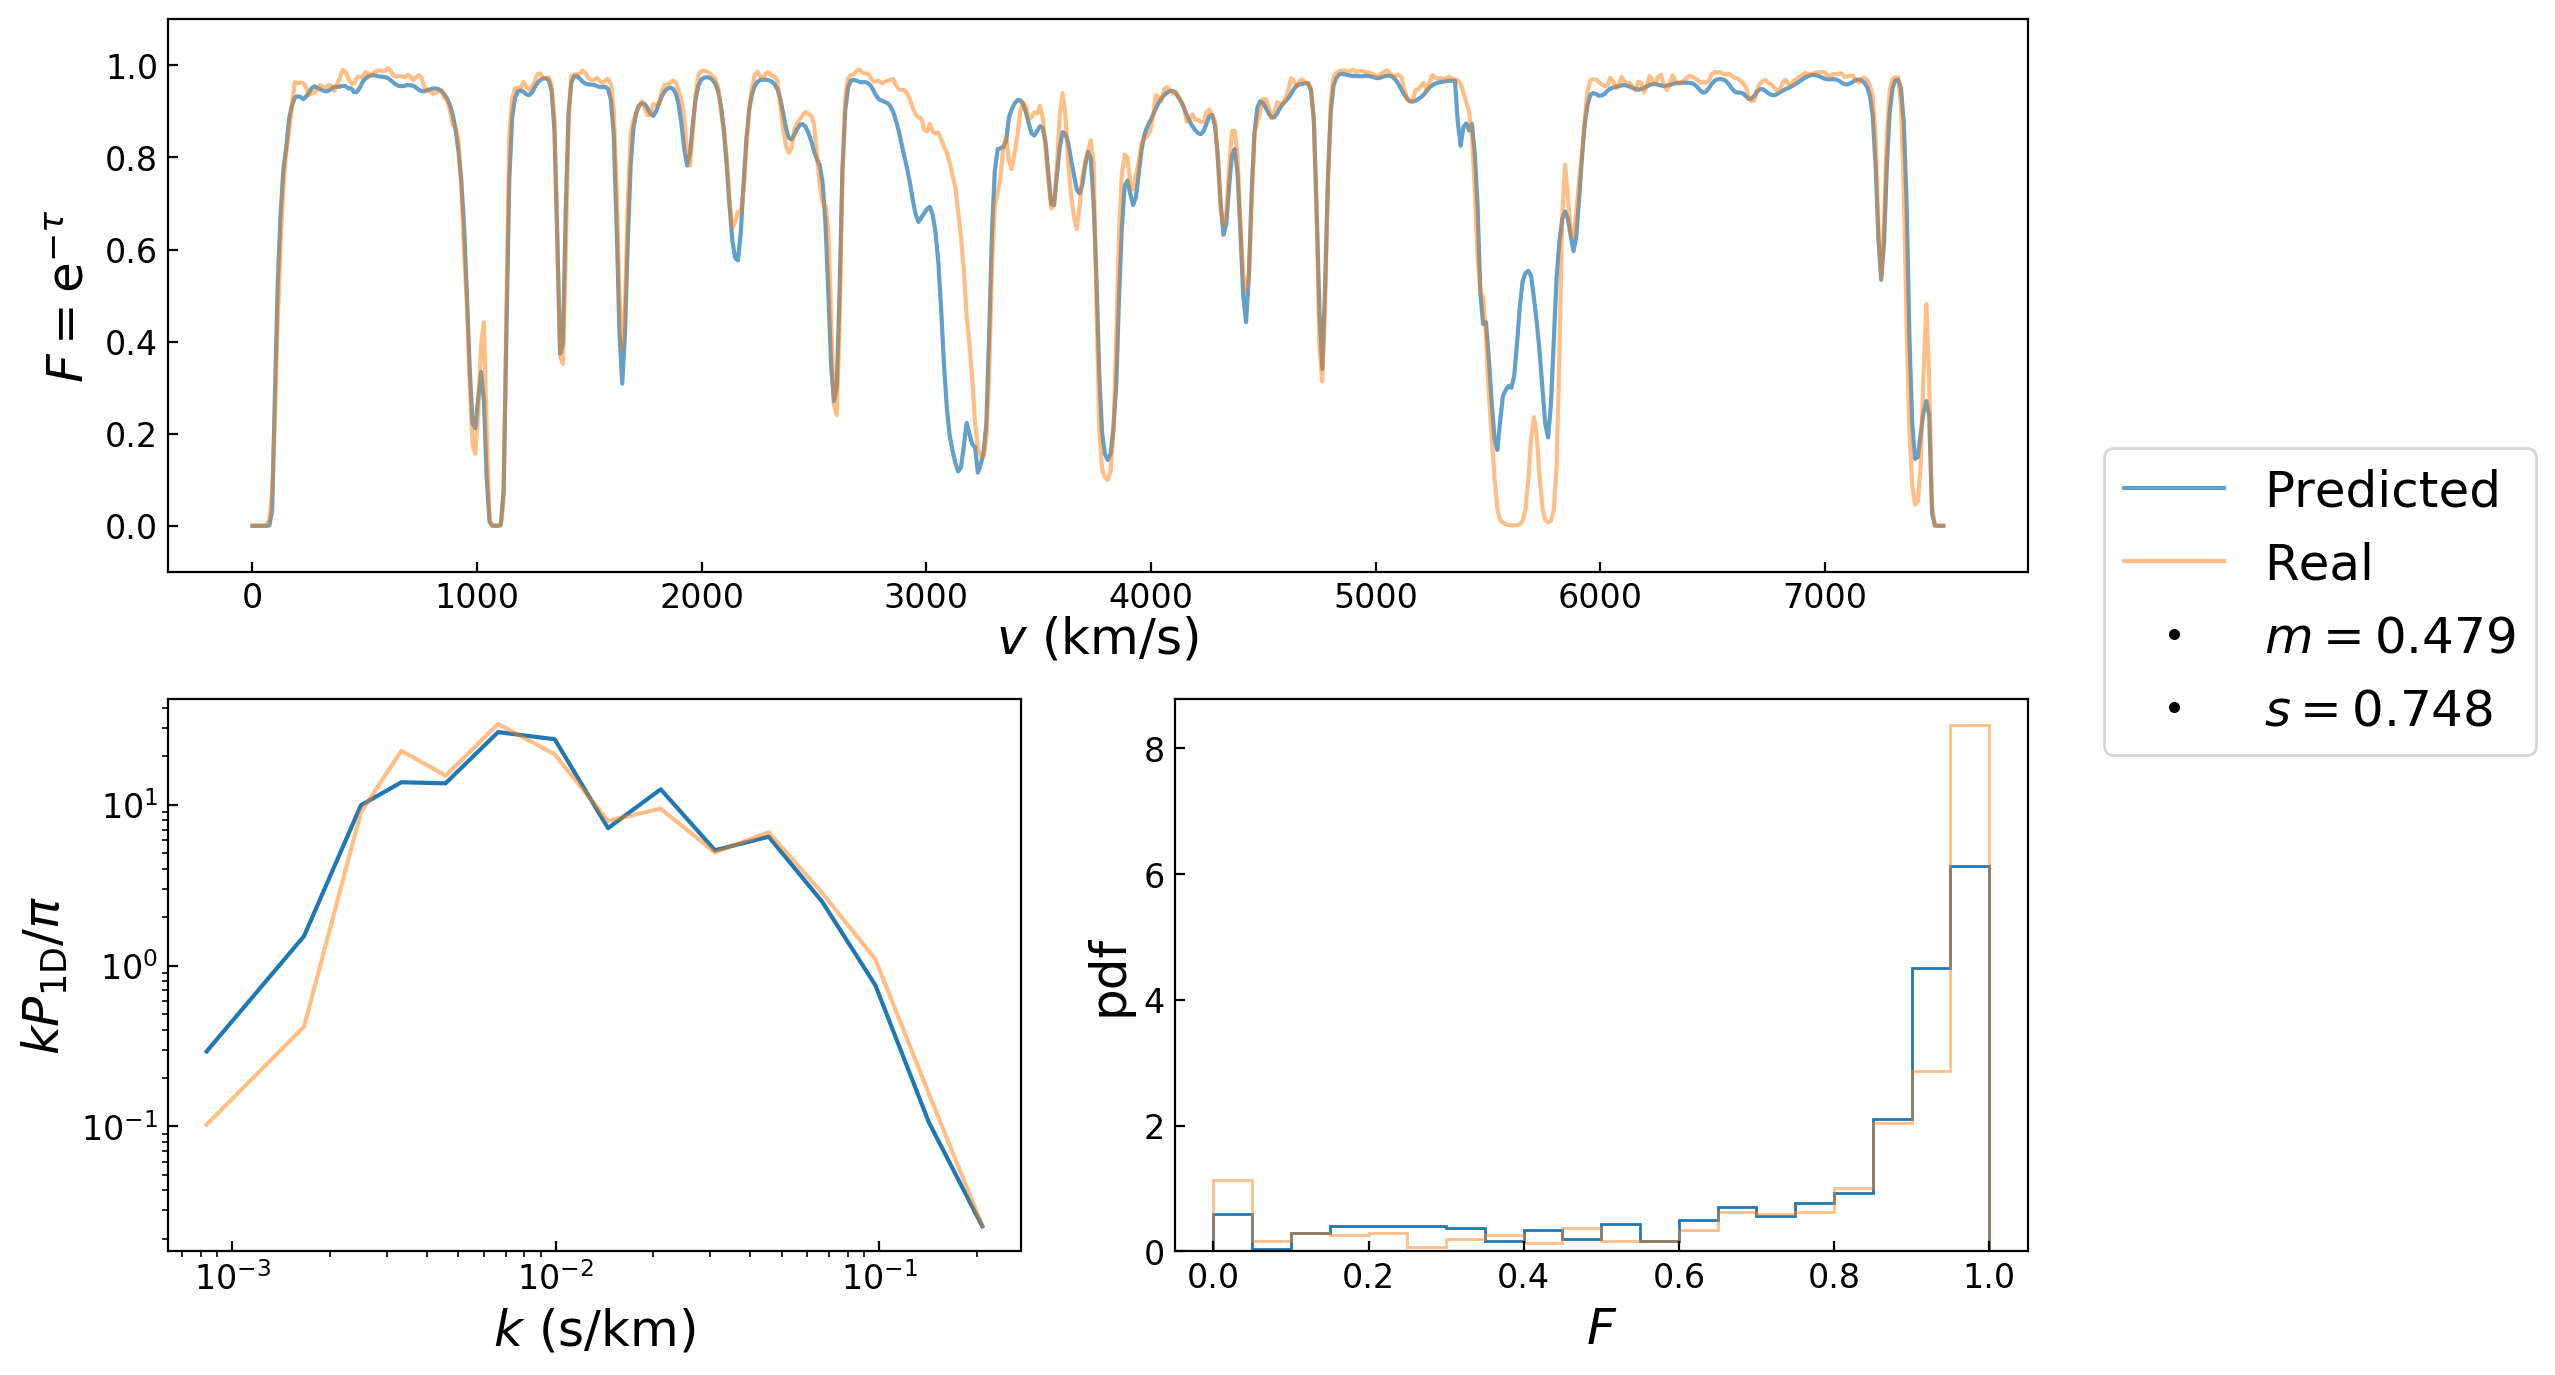 1.0
0.8
0.6
0.4
0.2
0.0
F = e^{−τ}
0 1000 2000 3000 4000 5000 6000 7000
v (km/s)
Predicted
Real
m = 0.479
s = 0.748
10^1
10^0
10^{−1}
kP_{1D}/π
10^{−3} 10^{−2} 10^{−1}
k (s/km)
8
6
4
2
0
pdf
0.0 0.2 0.4 0.6 0.8 1.0
F